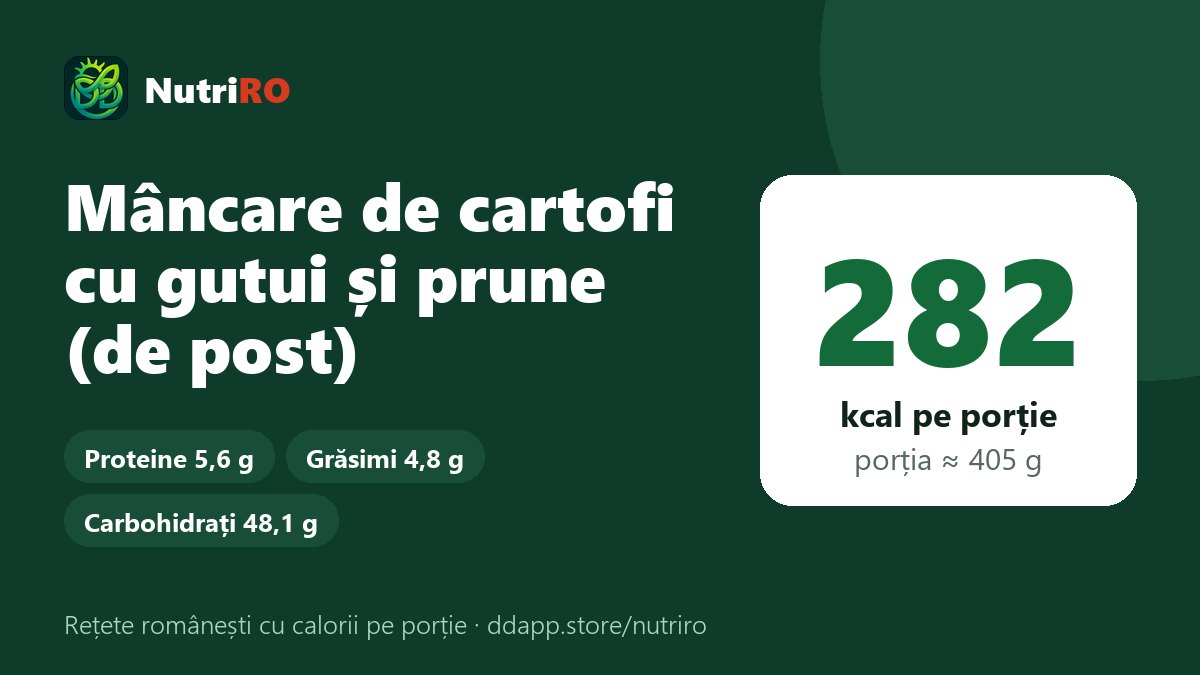 NutriRO
Mâncare de cartofi
cu gutui și prune
(de post)
Proteine 5,6 g
Grăsimi 4,8 g
Carbohidrați 48,1 g
282
kcal pe porție
porția ≈ 405 g
Rețete românești cu calorii pe porție · ddapp.store/nutriro